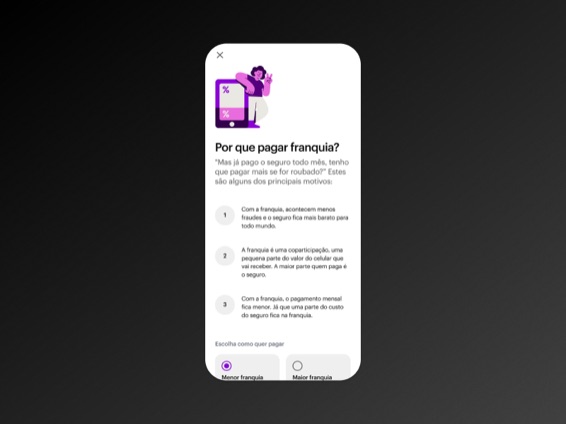 %
%
Por que pagar franquia?
"Mas já pago o seguro todo mês, tenho
que pagar mais se for roubado?" Estes
são alguns dos principais motivos:
1
Com a franquia, acontecem menos
fraudes e o seguro fica mais barato para
todo mundo.
2
A franquia é uma coparticipação, uma
pequena parte do valor do celular que
vai receber. A maior parte quem paga é
o seguro.
3
Com a franquia, o pagamento mensal
fica menor. Já que uma parte do custo
do seguro fica na franquia.
Escolha como quer pagar
Menor franquia
Maior franquia